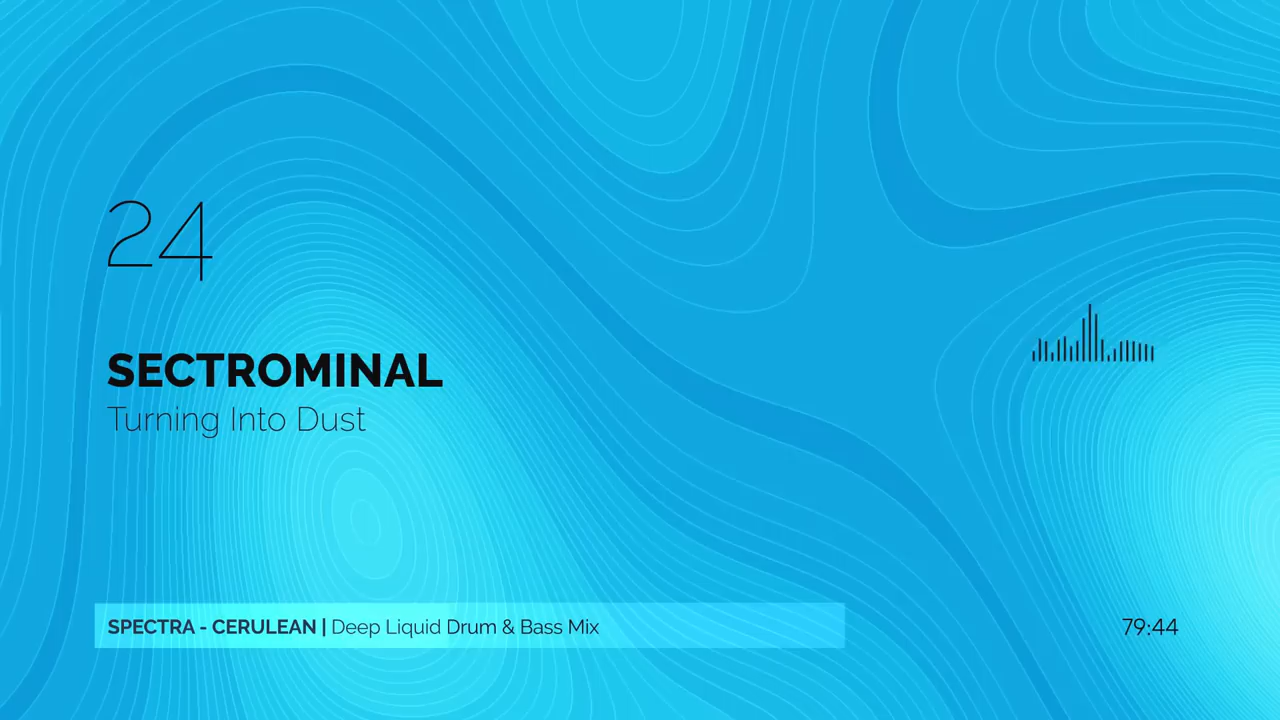 24
SECTROMINAL
Turning Into Dust
SPECTRA - CERULEAN | Deep Liquid Drum & Bass Mix
79:44